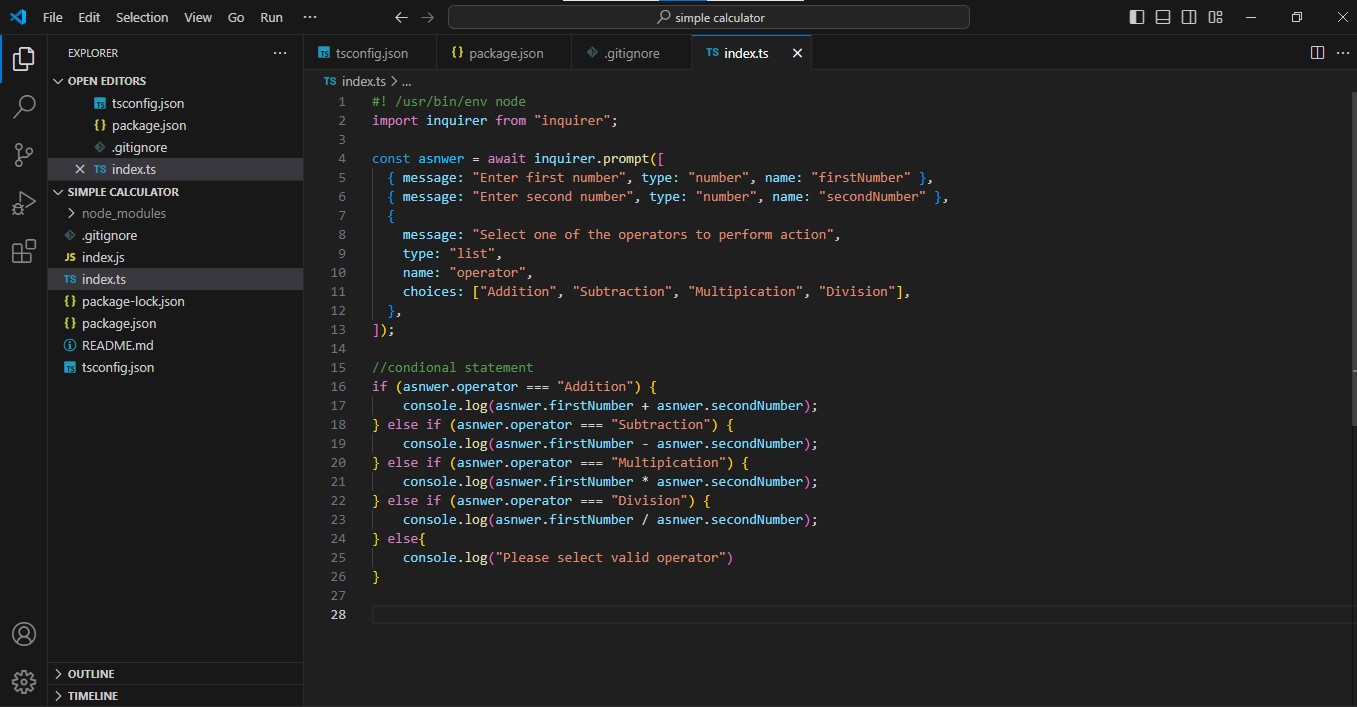 File Edit Selection View Go Run ···
simple calculator
EXPLORER ···
OPEN EDITORS
tsconfig.json
package.json
.gitignore
TS index.ts
SIMPLE CALCULATOR
node_modules
.gitignore
JS index.js
TS index.ts
{} package-lock.json
{} package.json
README.md
TS tsconfig.json
OUTLINE
TIMELINE
TS tsconfig.json {} package.json .gitignore TS index.ts
TS index.ts > ...
1 #! /usr/bin/env node
2 import inquirer from "inquirer";
3
4 const asnwer = await inquirer.prompt([
5 { message: "Enter first number", type: "number", name: "firstNumber" },
6 { message: "Enter second number", type: "number", name: "secondNumber" },
7 {
8 message: "Select one of the operators to perform action",
9 type: "list",
10 name: "operator",
11 choices: ["Addition", "Subtraction", "Multipication", "Division"],
12 },
13 ]);
14
15 //condional statement
16 if (asnwer.operator === "Addition") {
17 console.log(asnwer.firstNumber + asnwer.secondNumber);
18 } else if (asnwer.operator === "Subtraction") {
19 console.log(asnwer.firstNumber - asnwer.secondNumber);
20 } else if (asnwer.operator === "Multipication") {
21 console.log(asnwer.firstNumber * asnwer.secondNumber);
22 } else if (asnwer.operator === "Division") {
23 console.log(asnwer.firstNumber / asnwer.secondNumber);
24 } else{
25 console.log("Please select valid operator")
26 }
27
28